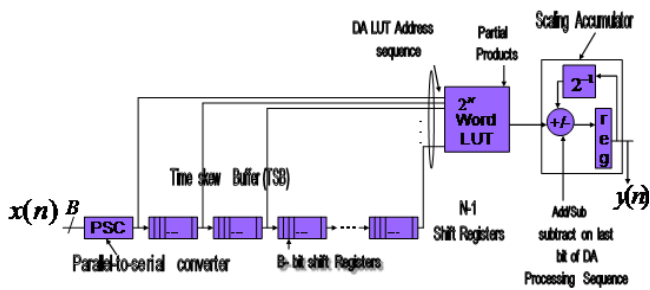 Scaling Accumulator
DA LUT Address
sequence
Partial
Products
2^N
Word
LUT
2^-1
+/-
r
e
g
y(n)
Time skew Buffer (TSB)
x(n)
B
PSC
N-1
Shift Registers
Parallel-to-serial converter
B- bit shift Registers
Add/Sub
subtract on last
bit of DA
Processing Sequence